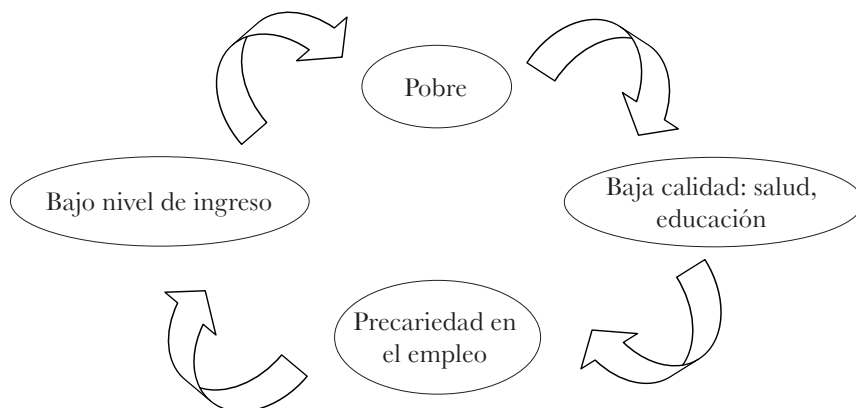 Pobre
Bajo nivel de ingreso
Baja calidad: salud,
educación
Precariedad en
el empleo